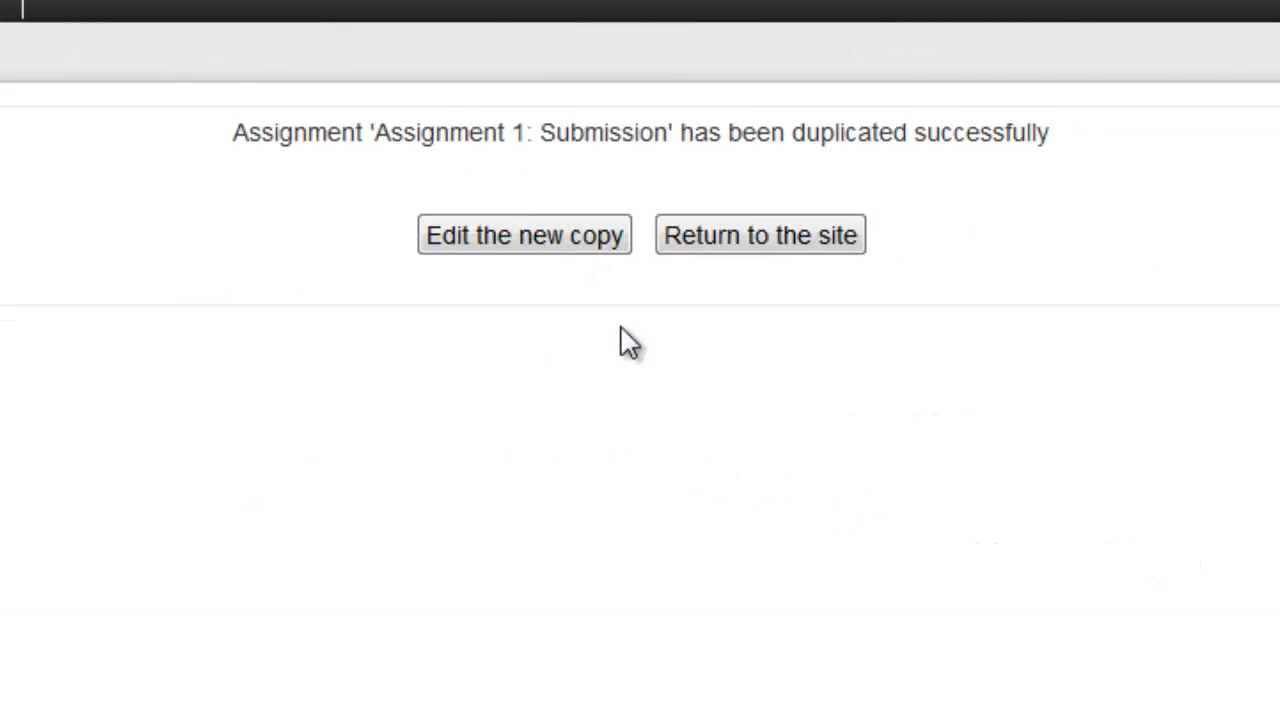 Assignment 'Assignment 1: Submission' has been duplicated successfully
Edit the new copy Return to the site